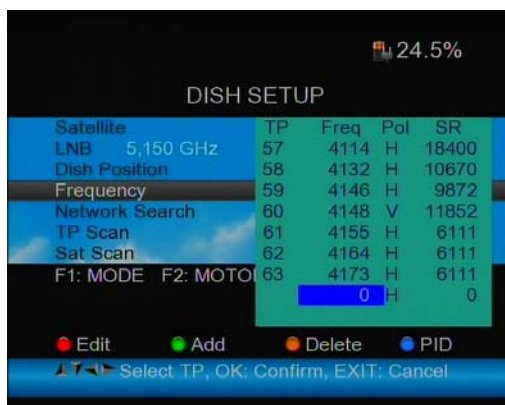 24.5%
DISH SETUP
Satellite
LNB 5,150 GHz
Dish Position
Frequency
Network Search
TP Scan
Sat Scan
F1: MODE F2: MOTO
TP Freq Pol SR
57 4114 H 18400
58 4132 H 10670
59 4146 H 9872
60 4148 V 11852
61 4155 H 6111
62 4164 H 6111
63 4173 H 6111
0 H 0
Edit Add Delete PID
Select TP, OK: Confirm, EXIT: Cancel